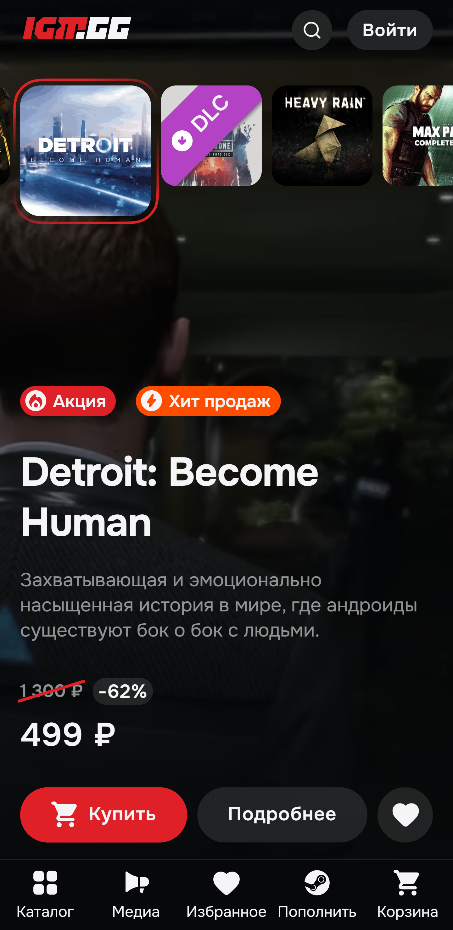 IGM.GG
Войти
DETROIT
BECOME HUMAN
DLC
HEAVY RAIN
MAX PA
COMPLETE
Акция
Хит продаж
Detroit: Become
Human
Захватывающая и эмоционально
насыщенная история в мире, где андроиды
существуют бок о бок с людьми.
1 300 ₽ -62%
499 ₽
Купить
Подробнее
Каталог
Медиа
Избранное
Пополнить
Корзина